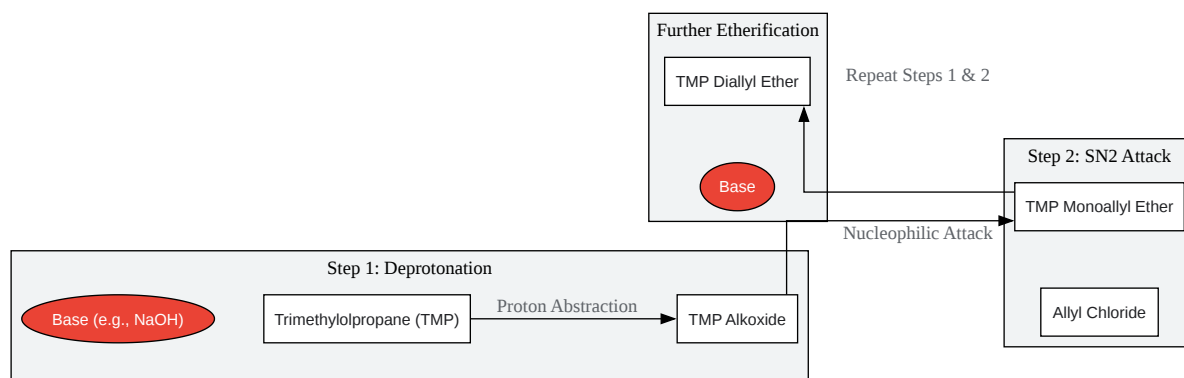 Further Etherification
TMP Diallyl Ether
Repeat Steps 1 & 2
Base
Step 2: SN2 Attack
TMP Monoallyl Ether
Nucleophilic Attack
Allyl Chloride
Step 1: Deprotonation
Base (e.g., NaOH)
Trimethylolpropane (TMP)
Proton Abstraction
TMP Alkoxide